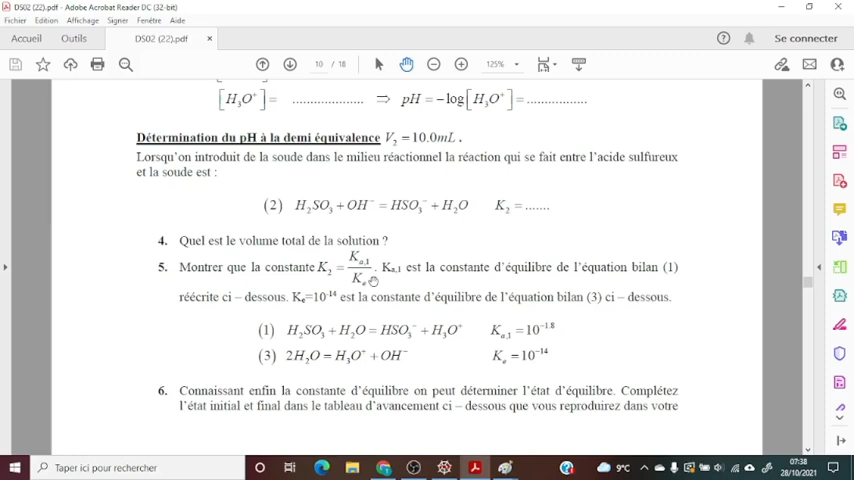 DS02 (22).pdf - Adobe Acrobat Reader DC (32-bit)
Fichier Edition Affichage Signer Fenêtre Aide
Accueil Outils DS02 (22).pdf × Se connecter
10 / 18 125%
[H₃O⁺] = .................... ⇒ pH = −log[H₃O⁺] = ................
Détermination du pH à la demi équivalence V₂ = 10.0mL .
Lorsqu'on introduit de la soude dans le milieu réactionnel la réaction qui se fait entre l'acide sulfureux
et la soude est :
(2) H₂SO₃ + OH⁻ = HSO₃⁻ + H₂O K₂ = .......
4. Quel est le volume total de la solution ?
5. Montrer que la constante K₂ = Kₐ,₁ / Kₑ . Kₐ,₁ est la constante d'équilibre de l'équation bilan (1)
réécrite ci – dessous. Kₑ=10⁻¹⁴ est la constante d'équilibre de l'équation bilan (3) ci – dessous.
(1) H₂SO₃ + H₂O = HSO₃⁻ + H₃O⁺ Kₐ,₁ = 10⁻¹·⁸
(3) 2H₂O = H₃O⁺ + OH⁻ Kₑ = 10⁻¹⁴
6. Connaissant enfin la constante d'équilibre on peut déterminer l'état d'équilibre. Complétez
l'état initial et final dans le tableau d'avancement ci – dessous que vous reproduirez dans votre
Taper ici pour rechercher 9°C 07:38
28/10/2021